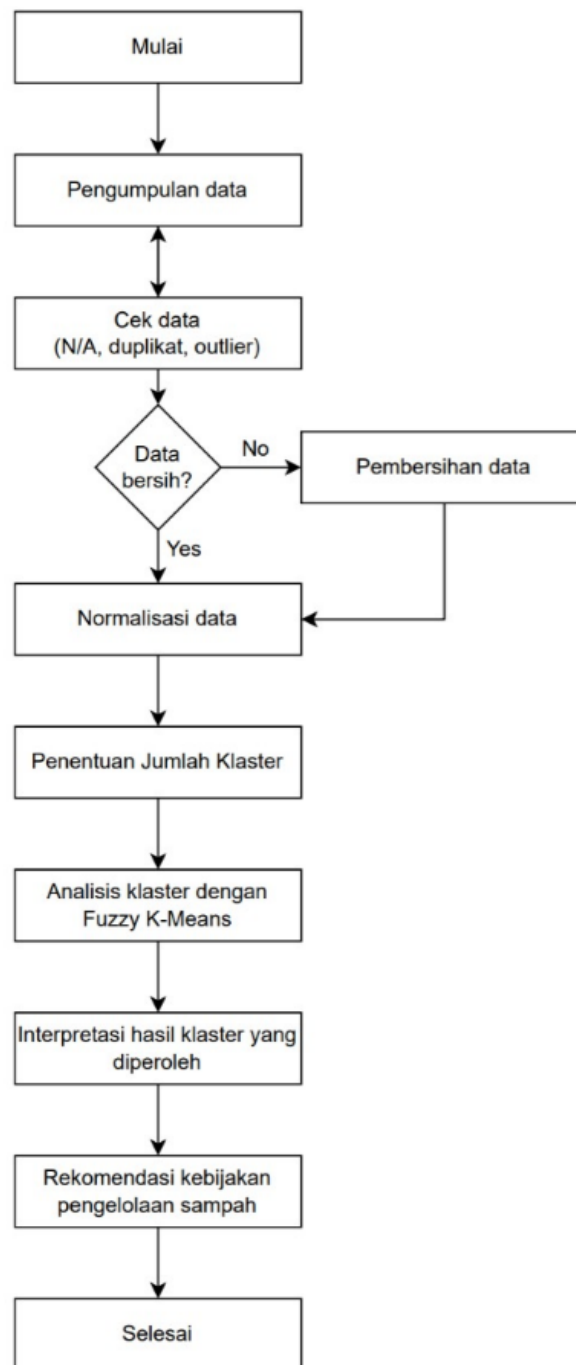 Mulai
Pengumpulan data
Cek data
(N/A, duplikat, outlier)
Data
bersih?
No
Pembersihan data
Yes
Normalisasi data
Penentuan Jumlah Klaster
Analisis klaster dengan
Fuzzy K-Means
Interpretasi hasil klaster yang
diperoleh
Rekomendasi kebijakan
pengelolaan sampah
Selesai